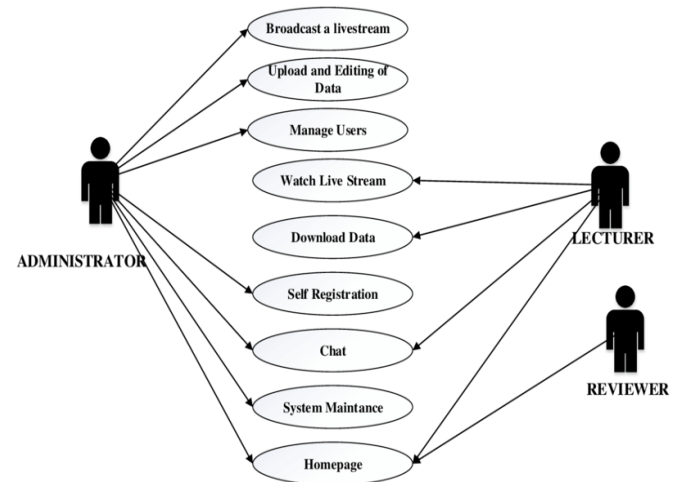 Broadcast a livestream
Upload and Editing of
Data
Manage Users
Watch Live Stream
Download Data
LECTURER
ADMINISTRATOR
Self Registration
Chat
REVIEWER
System Maintance
Homepage